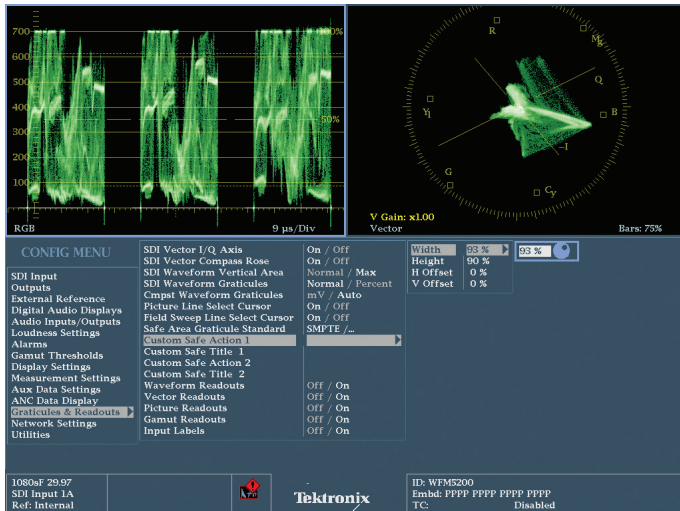 700
600
500
400
300
200
100
100%
50%
RGB
9 µs/Div
R
Mg
Q
B
Yl
-I
G
Cy
V Gain: x1.00
Vector
Bars: 75%
CONFIG MENU
SDI Input
Outputs
External Reference
Digital Audio Displays
Audio Inputs/Outputs
Loudness Settings
Alarms
Gamut Thresholds
Display Settings
Measurement Settings
Aux Data Settings
ANC Data Display
Graticules & Readouts
Network Settings
Utilities
SDI Vector I/Q Axis On / Off
SDI Vector Compass Rose On / Off
SDI Waveform Vertical Area Normal / Max
SDI Waveform Graticules Normal / Percent
Cmpst Waveform Graticules mV / Auto
Picture Line Select Cursor On / Off
Field Sweep Line Select Cursor On / Off
Safe Area Graticule Standard SMPTE /...
Custom Safe Action 1
Custom Safe Title 1
Custom Safe Action 2
Custom Safe Title 2
Waveform Readouts Off / On
Vector Readouts Off / On
Picture Readouts Off / On
Gamut Readouts Off / On
Input Labels Off / On
Width 93 %
Height 90 %
H Offset 0 %
V Offset 0 %
93 %
1080sF 29.97
SDI Input 1A
Ref: Internal
Tektronix
ID: WFM5200
Embd: PPPP PPPP PPPP PPPP
TC: Disabled